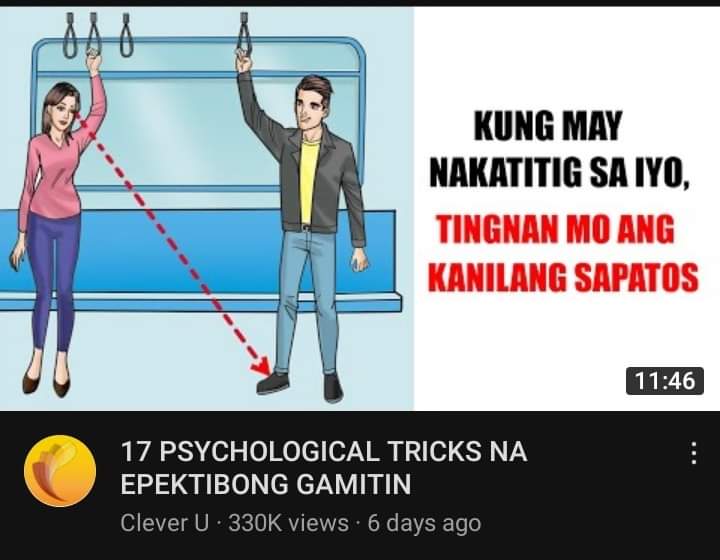 KUNG MAY
NAKATITIG SA IYO,
TINGNAN MO ANG
KANILANG SAPATOS
11:46
17 PSYCHOLOGICAL TRICKS NA
EPEKTIBONG GAMITIN
Clever U · 330K views · 6 days ago